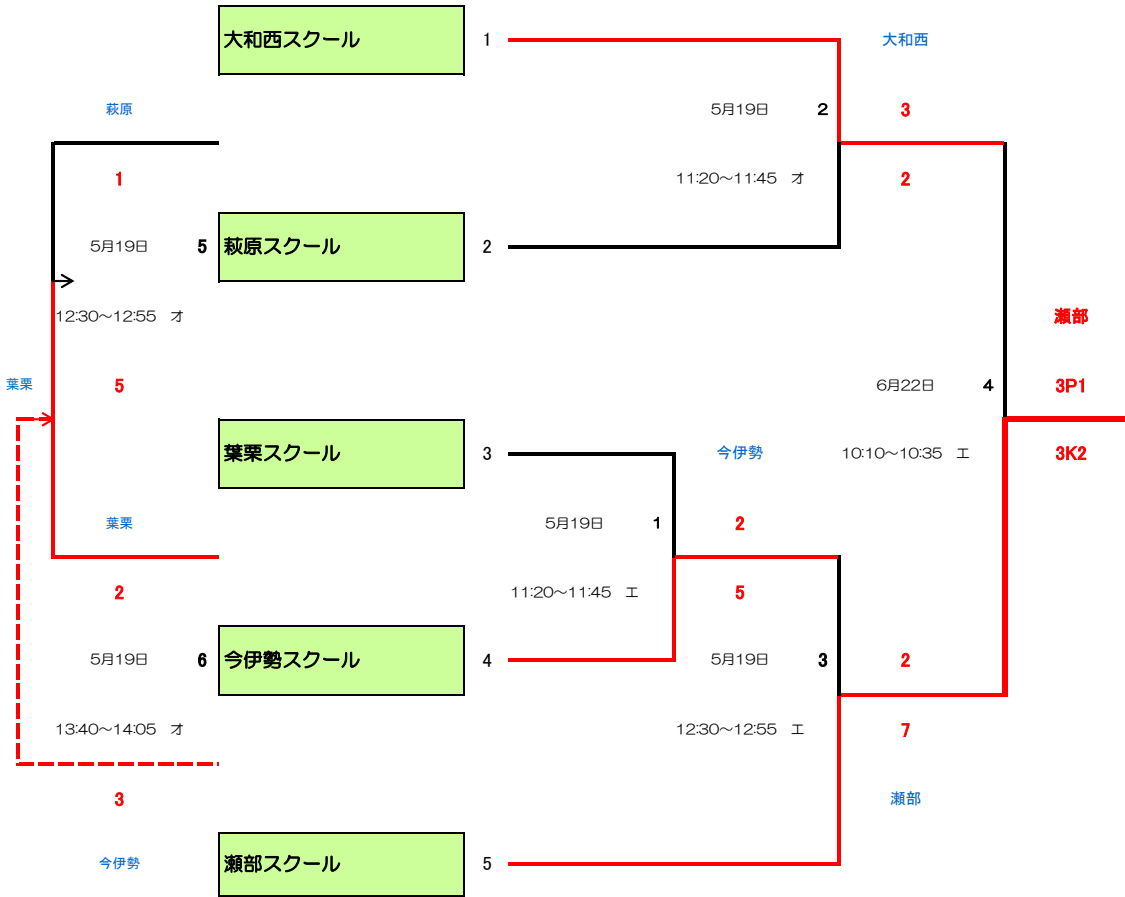 大和西スクール 1 大和西
萩原 5月19日 2 3
1 11:20～11:45 オ 2
5月19日 5 萩原スクール 2
12:30～12:55 オ 瀬部
葉栗 5 6月22日 4 3P1
葉栗スクール 3 今伊勢 10:10～10:35 エ 3K2
葉栗 5月19日 1 2
2 11:20～11:45 エ 5
5月19日 6 今伊勢スクール 4 5月19日 3 2
13:40～14:05 オ 12:30～12:55 エ 7
3 瀬部
今伊勢 瀬部スクール 5